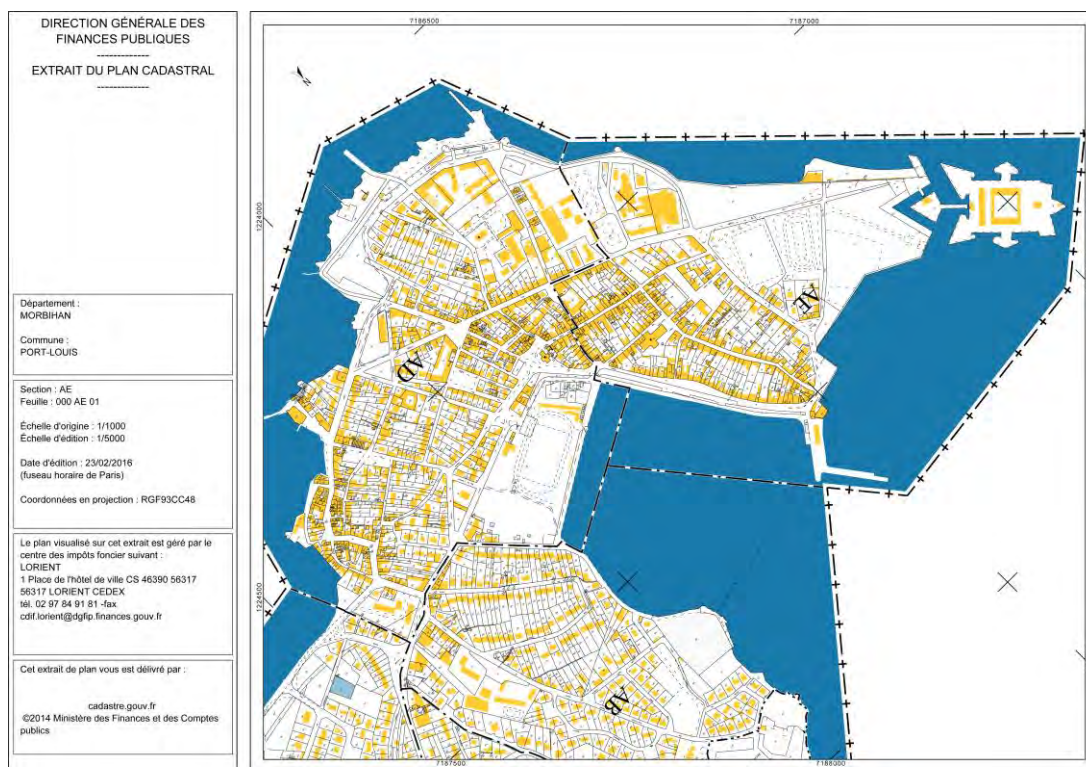 DIRECTION GÉNÉRALE DES
FINANCES PUBLIQUES
-------------
EXTRAIT DU PLAN CADASTRAL
-------------
Département :
MORBIHAN
Commune :
PORT-LOUIS
Section : AE
Feuille : 000 AE 01
Échelle d'origine : 1/1000
Échelle d'édition : 1/5000
Date d'édition : 23/02/2016
(fuseau horaire de Paris)
Coordonnées en projection : RGF93CC48
Le plan visualisé sur cet extrait est géré par le
centre des impôts foncier suivant :
LORIENT
1 Place de l'hôtel de ville CS 46390 56317
56317 LORIENT CEDEX
tél. 02 97 84 91 81 -fax
cdif.lorient@dgfip.finances.gouv.fr
Cet extrait de plan vous est délivré par :
cadastre.gouv.fr
©2014 Ministère des Finances et des Comptes
publics
7186500
7187000
N
1224000
AE
AD
1224500
AB
7187500
7188000